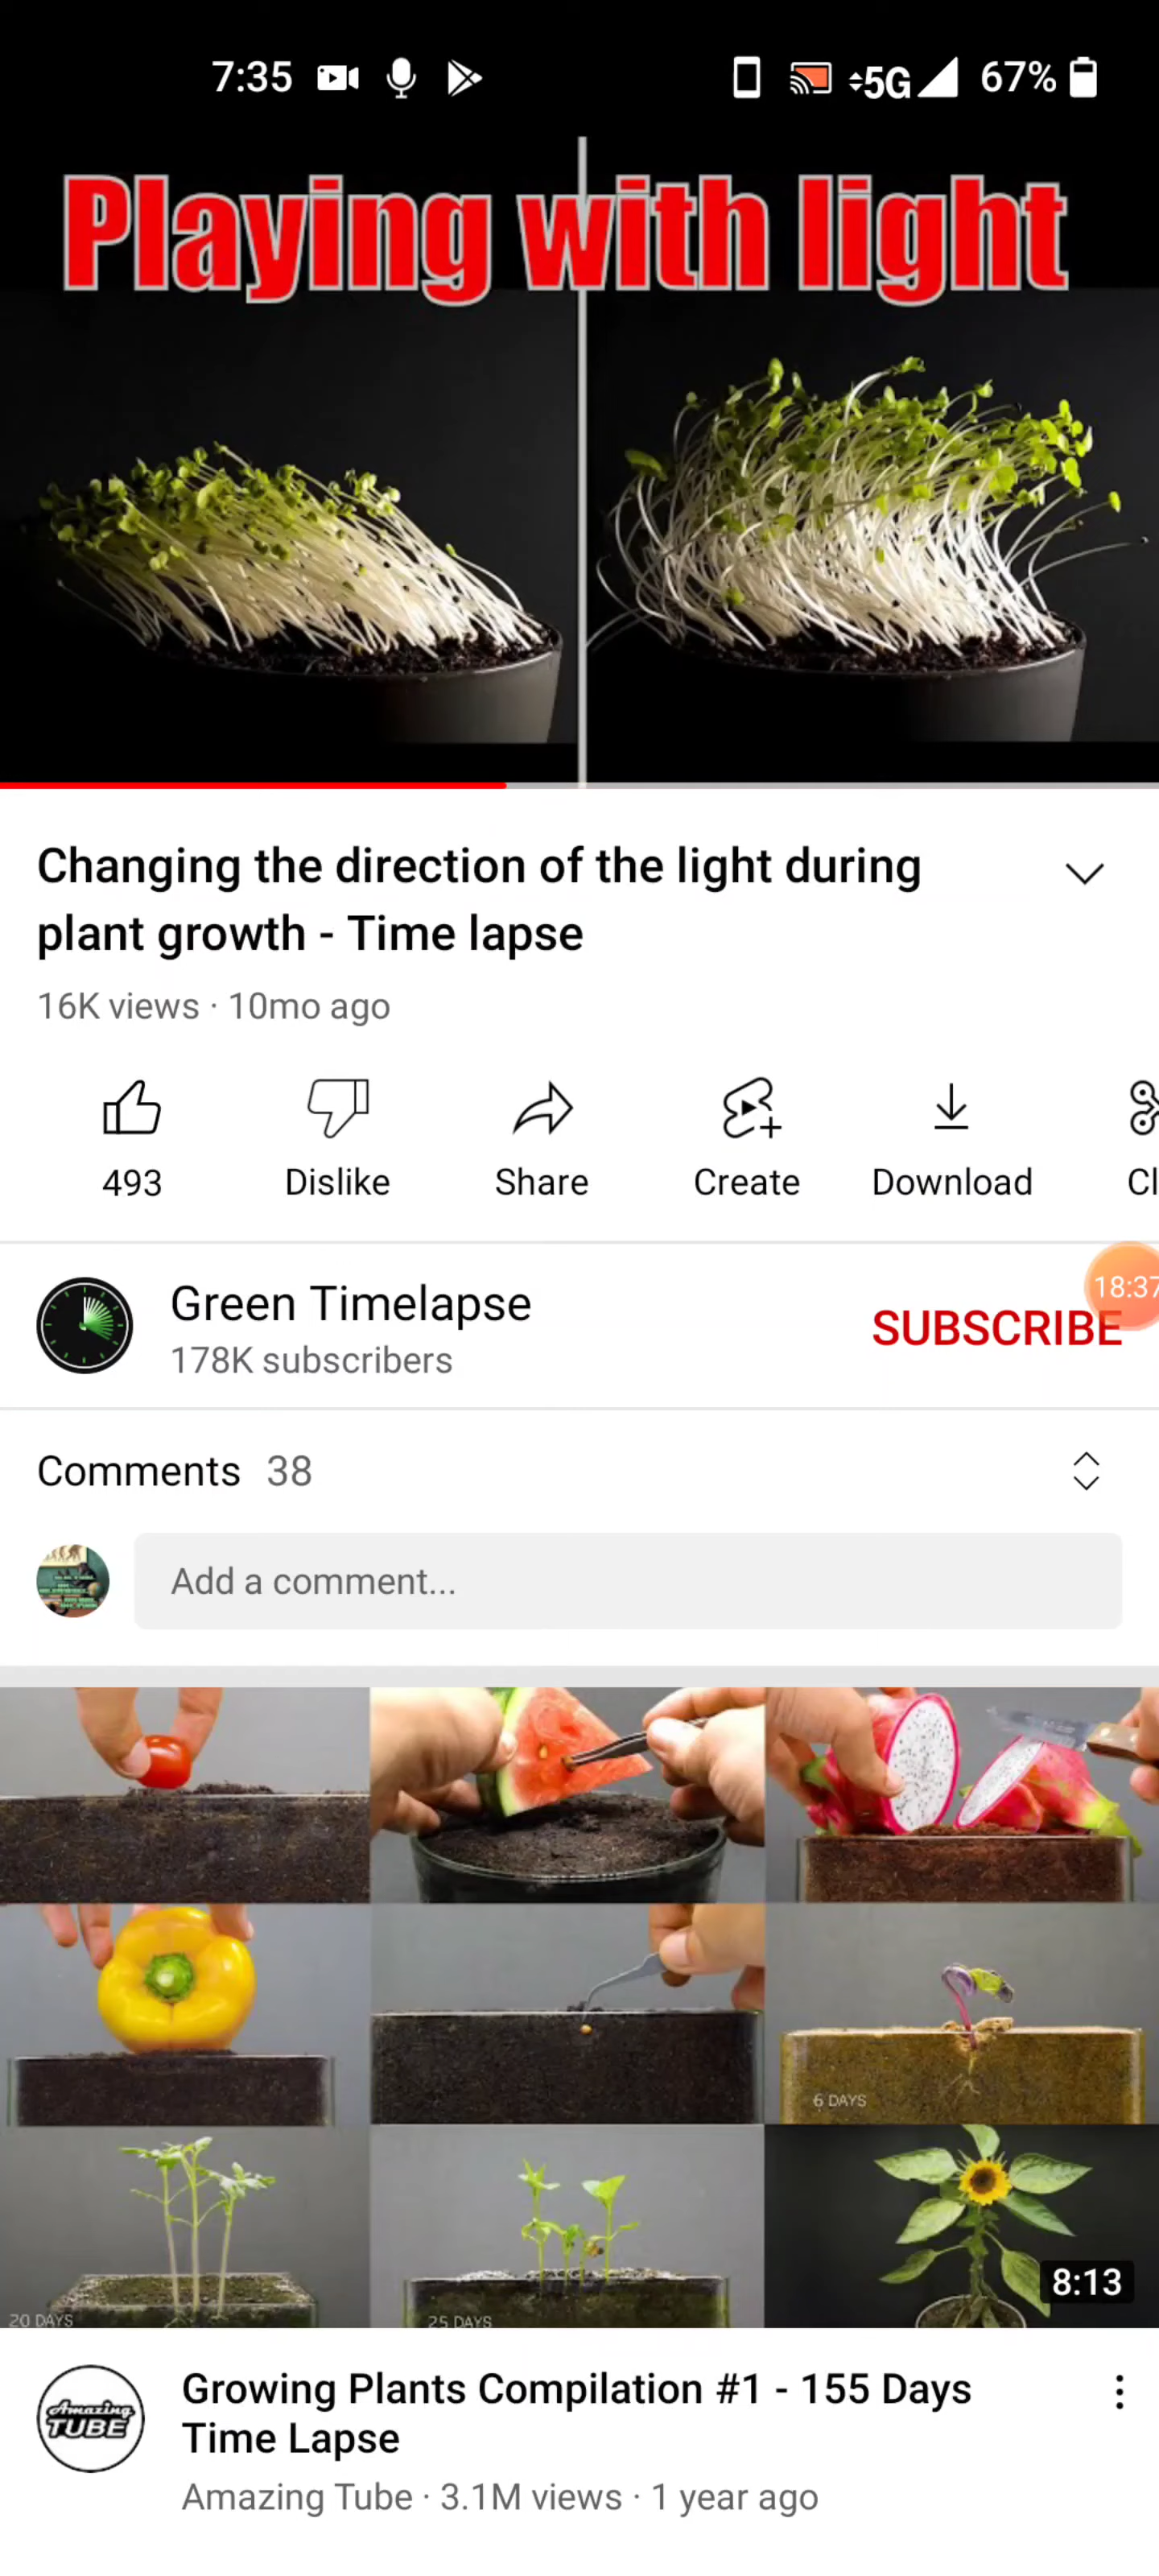 7:35
5G
67%
Playing with light
Changing the direction of the light during
plant growth - Time lapse
16K views · 10mo ago
493
Dislike
Share
Create
Download
Cl
Green Timelapse
178K subscribers
18:37
SUBSCRIBE
Comments 38
Add a comment...
6 DAYS
20 DAYS
25 DAYS
8:13
Amazing
TUBE
Growing Plants Compilation #1 - 155 Days
Time Lapse
Amazing Tube · 3.1M views · 1 year ago